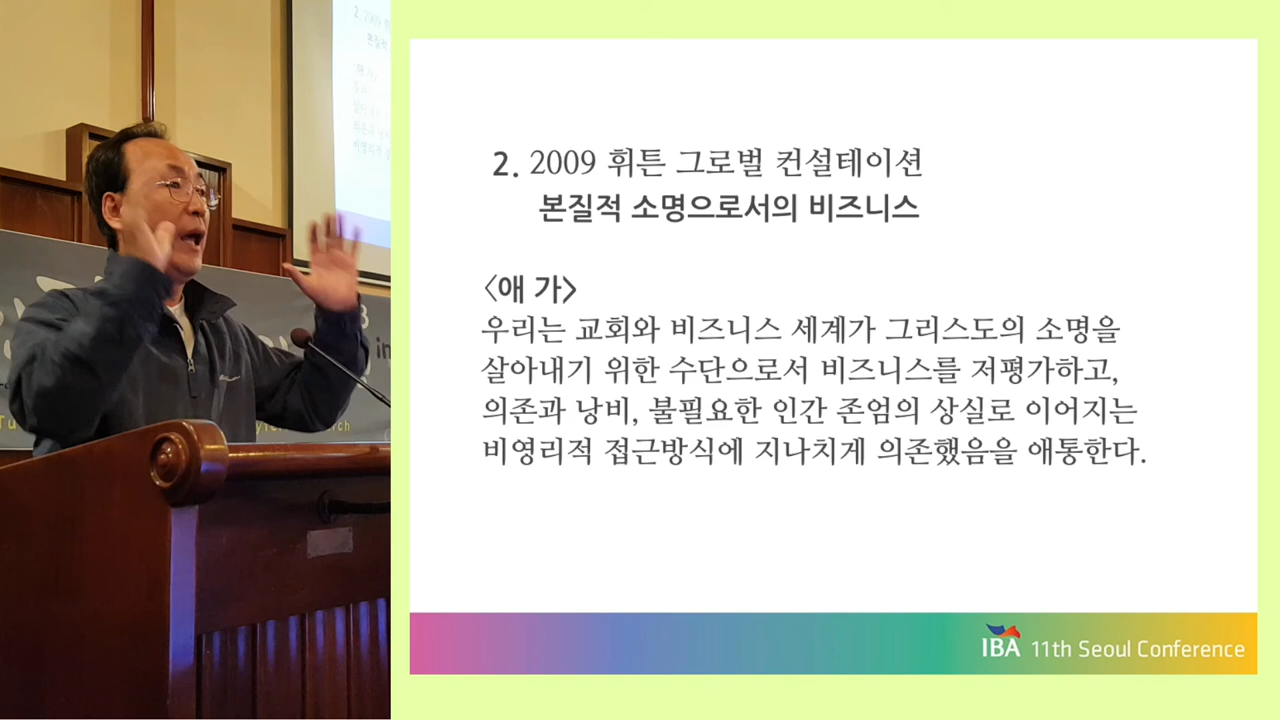 2. 2009 휘튼 그로벌 컨설테이션
본질적 소명으로서의 비즈니스
<애 가>
우리는 교회와 비즈니스 세계가 그리스도의 소명을
살아내기 위한 수단으로서 비즈니스를 저평가하고,
의존과 낭비, 불필요한 인간 존엄의 상실로 이어지는
비영리적 접근방식에 지나치게 의존했음을 애통한다.
IBA 11th Seoul Conference